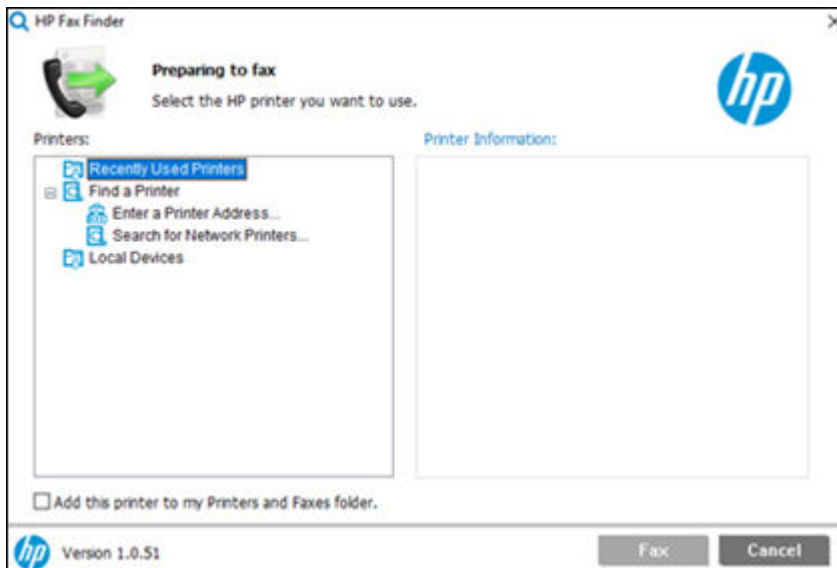 HP Fax Finder
Preparing to fax
Select the HP printer you want to use.
hp
Printers:
Printer Information:
Recently Used Printers
Find a Printer
Enter a Printer Address...
Search for Network Printers...
Local Devices
Add this printer to my Printers and Faxes folder.
hp
Version 1.0.51
Fax
Cancel